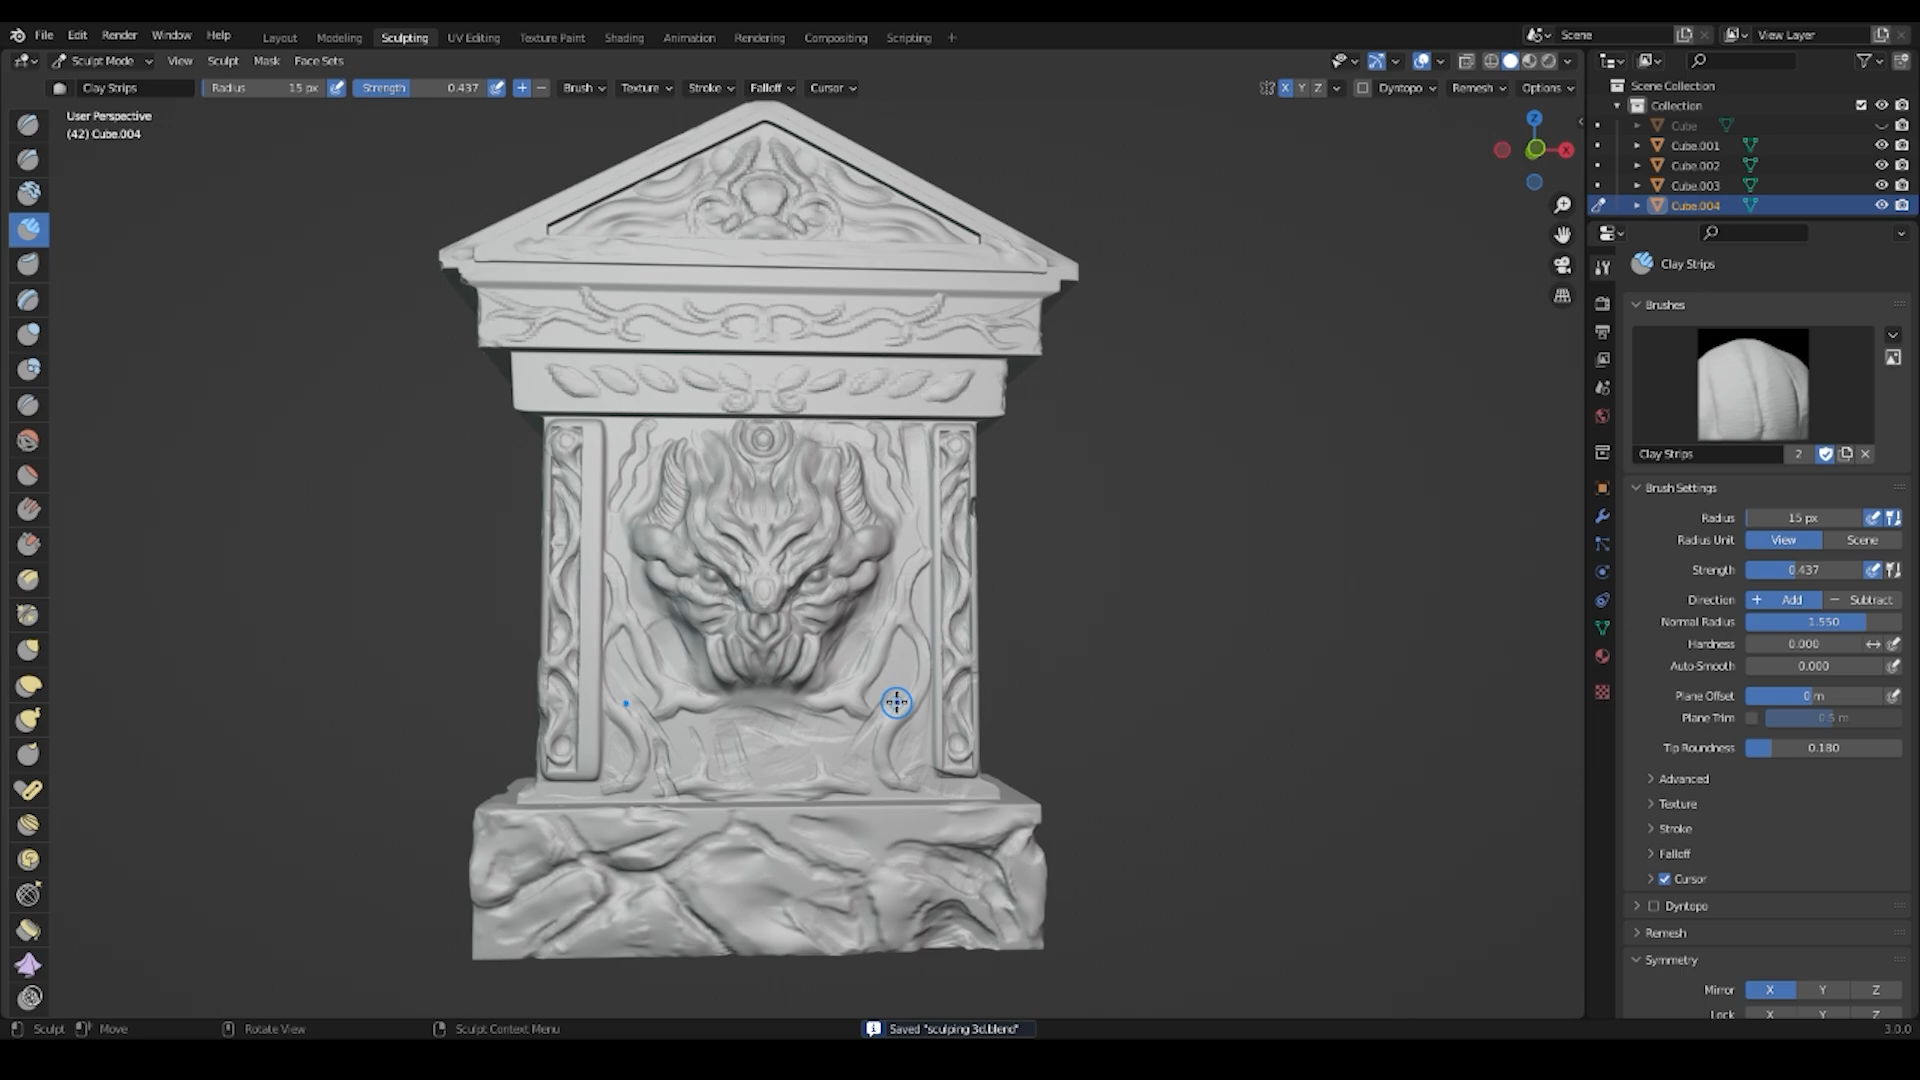 File Edit Render Window Help Layout Modeling Sculpting UV Editing Texture Paint Shading Animation Rendering Compositing Scripting + Scene View Layer
Sculpt Mode View Sculpt Mask Face Sets
Clay Strips Radius 15 px Strength 0.437 + − Brush Texture Stroke Falloff Cursor X Y Z Dyntopo Remesh Options
User Perspective
(42) Cube.004
Z
X
Scene Collection
Collection
Cube
Cube.001
Cube.002
Cube.003
Cube.004
Clay Strips
Brushes
Clay Strips 2
Brush Settings
Radius 15 px
Radius Unit View Scene
Strength 0.437
Direction + Add − Subtract
Normal Radius 1.550
Hardness 0.000
Auto-Smooth 0.000
Plane Offset 0 m
Plane Trim 0.5 m
Tip Roundness 0.180
Advanced
Texture
Stroke
Falloff
Cursor
Dyntopo
Remesh
Symmetry
Mirror X Y Z
Lock X Y Z
Sculpt Move Rotate View Sculpt Context Menu Saved "sculping 3d.blend" 3.0.0